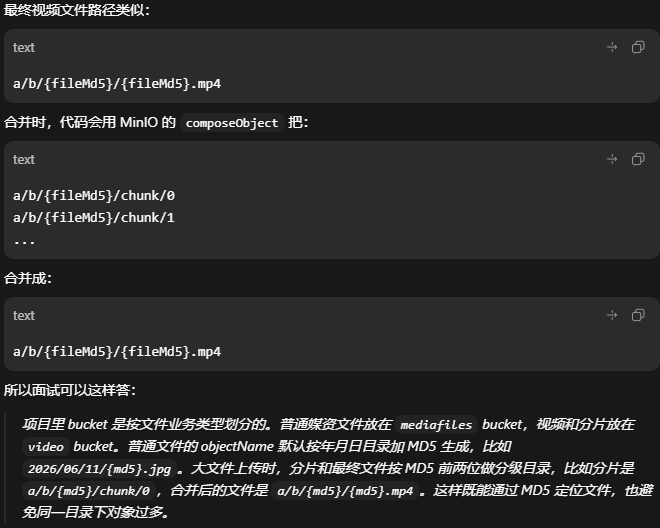 最终视频文件路径类似：
text
a/b/{fileMd5}/{fileMd5}.mp4
合并时，代码会用 MinIO 的 composeObject 把：
text
a/b/{fileMd5}/chunk/0
a/b/{fileMd5}/chunk/1
...
合并成：
text
a/b/{fileMd5}/{fileMd5}.mp4
所以面试可以这样答：
项目里 bucket 是按文件业务类型划分的。普通媒资文件放在 mediafiles bucket，视频和分片放在
video bucket。普通文件的 objectName 默认按年月日目录加 MD5 生成，比如
2026/06/11/{md5}.jpg 。大文件上传时，分片和最终文件按 MD5 前两位做分级目录，比如分片是
a/b/{md5}/chunk/0 ，合并后的文件是 a/b/{md5}/{md5}.mp4 。这样既能通过 MD5 定位文件，也避
免同一目录下对象过多。